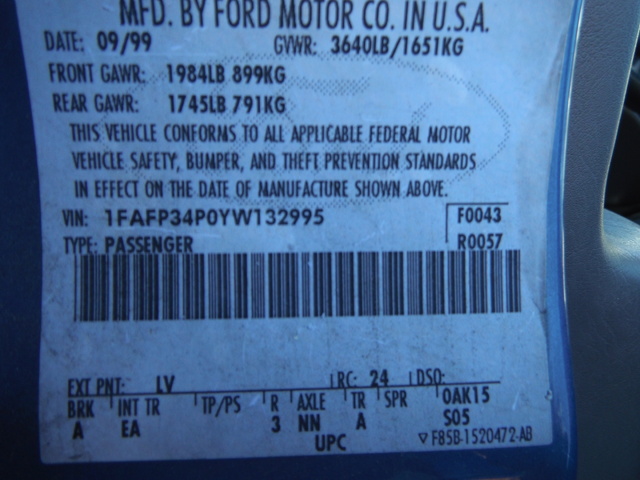 MFD. BY FORD MOTOR CO. IN U.S.A.
DATE: 09/99 GVWR: 3640LB/1651KG
FRONT GAWR: 1984LB 899KG
REAR GAWR: 1745LB 791KG
THIS VEHICLE CONFORMS TO ALL APPLICABLE FEDERAL MOTOR
VEHICLE SAFETY, BUMPER, AND THEFT PREVENTION STANDARDS
IN EFFECT ON THE DATE OF MANUFACTURE SHOWN ABOVE.
VIN: 1FAFP34P0YW132995 F0043
TYPE: PASSENGER R0057
EXT PNT: LV RC: 24 DSO:
BRK INT TR TP/PS R AXLE TR SPR 0AK15
A EA 3 NN A S05
UPC ▽ F85B-1520472-AB